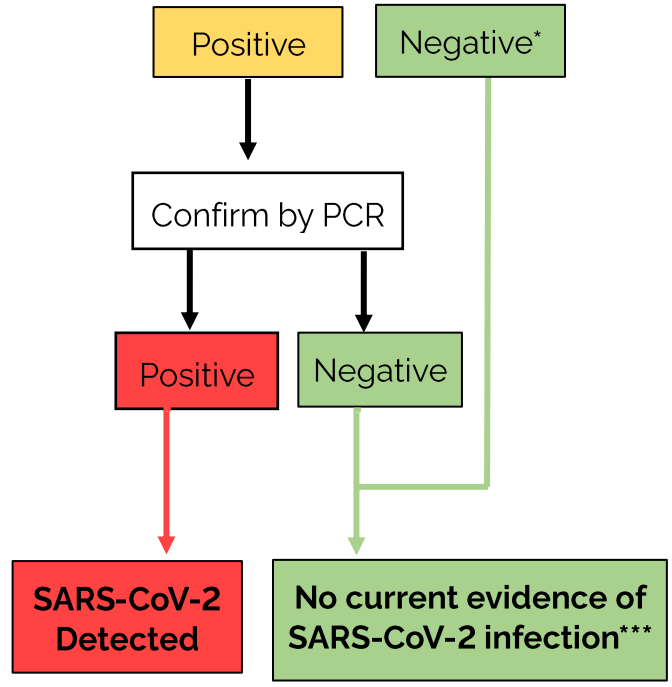 Positive
Negative*
Confirm by PCR
Positive
Negative
SARS-CoV-2
Detected
No current evidence of
SARS-CoV-2 infection***